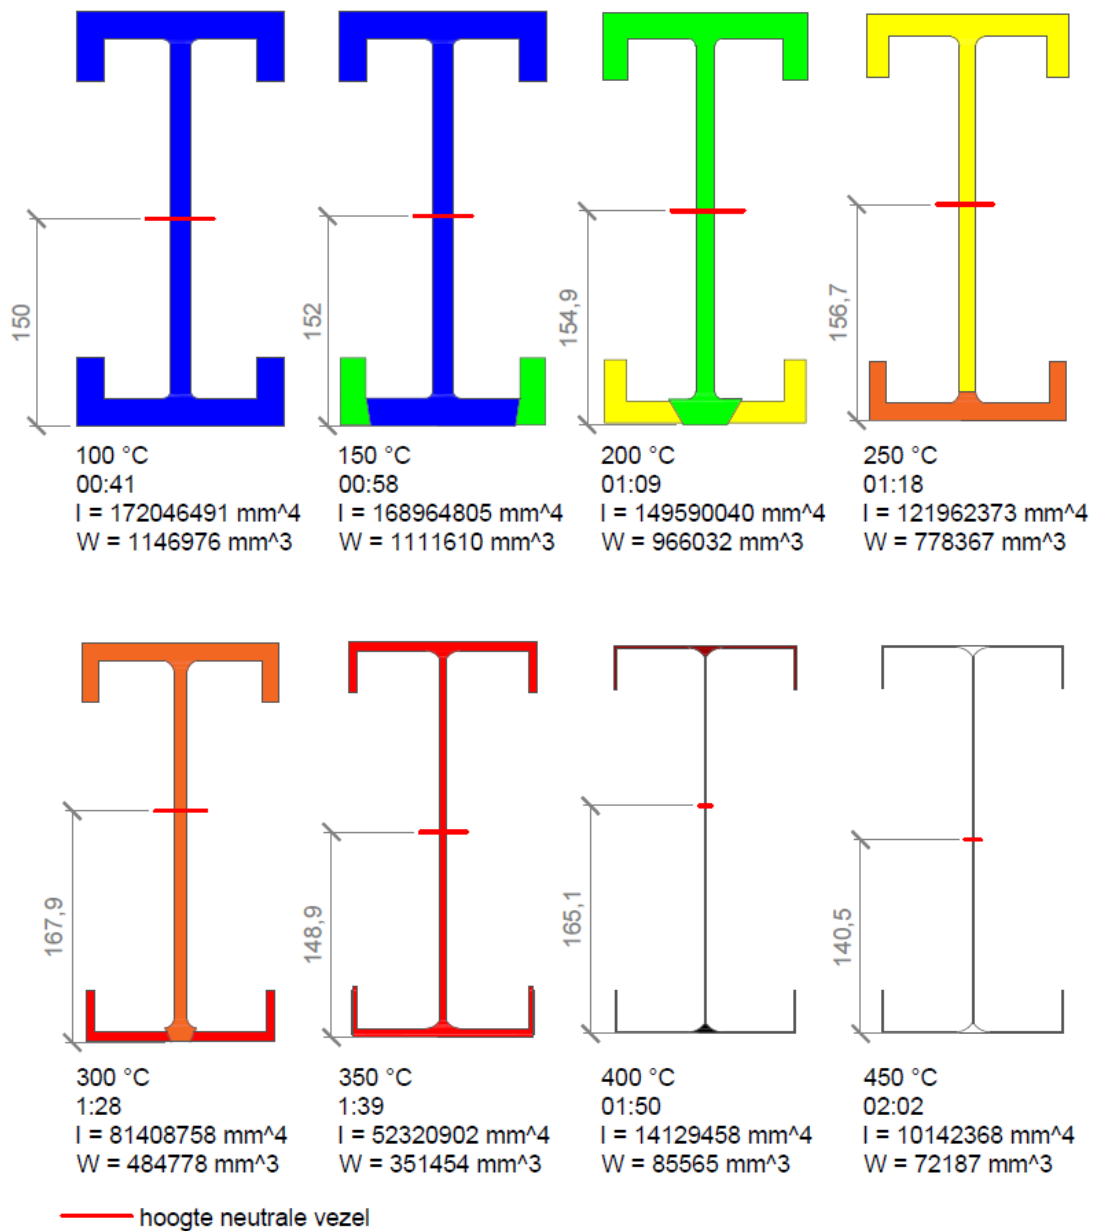 150
152
154,9
156,7
100 °C
00:41
I = 172046491 mm^4
W = 1146976 mm^3
150 °C
00:58
I = 168964805 mm^4
W = 1111610 mm^3
200 °C
01:09
I = 149590040 mm^4
W = 966032 mm^3
250 °C
01:18
I = 121962373 mm^4
W = 778367 mm^3
167,9
148,9
165,1
140,5
300 °C
1:28
I = 81408758 mm^4
W = 484778 mm^3
350 °C
1:39
I = 52320902 mm^4
W = 351454 mm^3
400 °C
01:50
I = 14129458 mm^4
W = 85565 mm^3
450 °C
02:02
I = 10142368 mm^4
W = 72187 mm^3
hoogte neutrale vezel